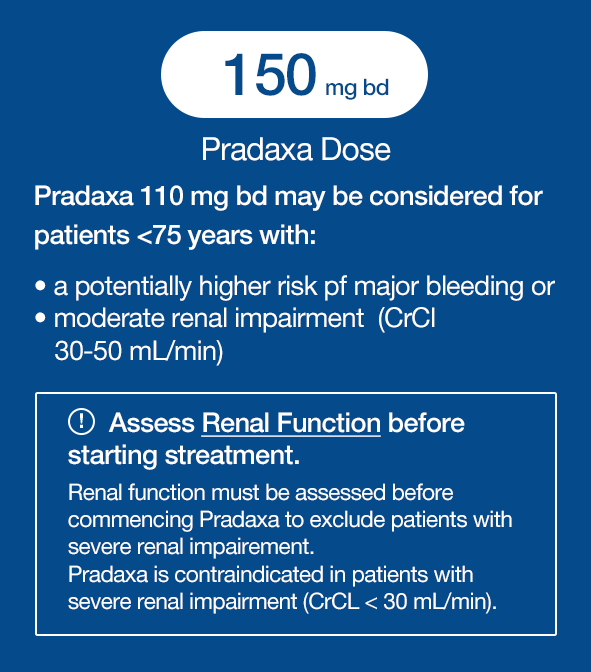 150 mg bd
Pradaxa Dose
Pradaxa 110 mg bd may be considered for
patients <75 years with:
• a potentially higher risk pf major bleeding or
• moderate renal impairment (CrCl
30-50 mL/min)
! Assess Renal Function before
starting streatment.
Renal function must be assessed before
commencing Pradaxa to exclude patients with
severe renal impairement.
Pradaxa is contraindicated in patients with
severe renal impairment (CrCL < 30 mL/min).